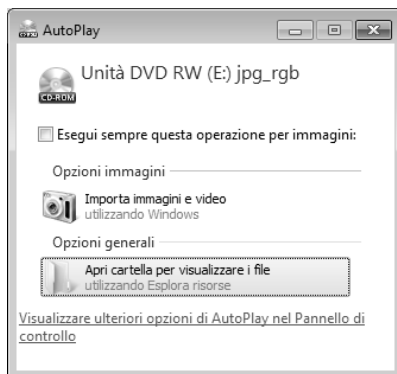 AutoPlay
Unità DVD RW (E:) jpg_rgb
CD-ROM
Esegui sempre questa operazione per immagini:
Opzioni immagini
Importa immagini e video
utilizzando Windows
Opzioni generali
Apri cartella per visualizzare i file
utilizzando Esplora risorse
Visualizzare ulteriori opzioni di AutoPlay nel Pannello di
controllo